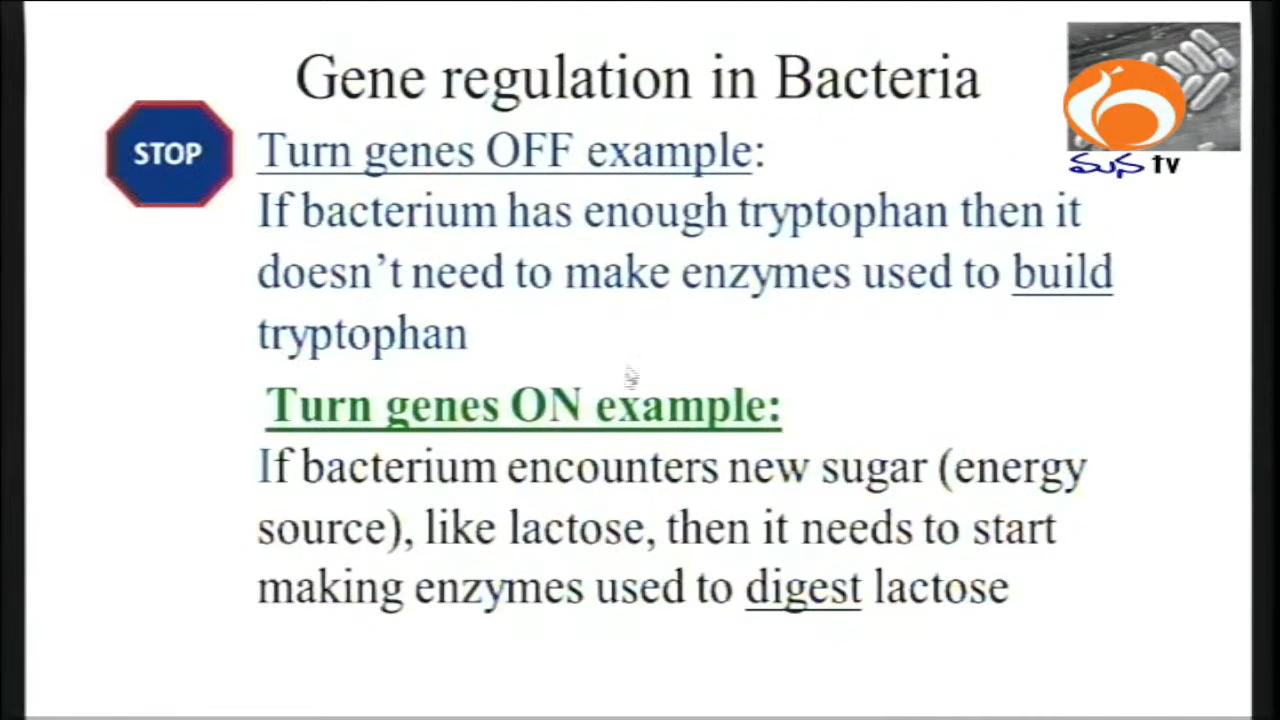 Gene regulation in Bacteria
STOP
Turn genes OFF example:
If bacterium has enough tryptophan then it
doesn't need to make enzymes used to build
tryptophan
Turn genes ON example:
If bacterium encounters new sugar (energy
source), like lactose, then it needs to start
making enzymes used to digest lactose
మన tv